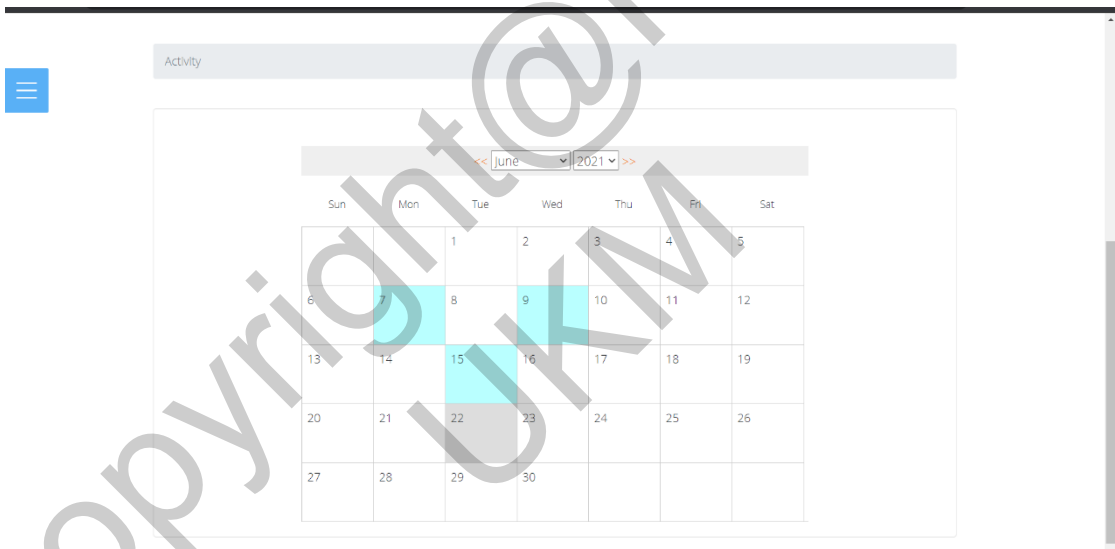 Activity
<< June 2021 >>
Sun Mon Tue Wed Thu Fri Sat
1 2 3 4 5
6 7 8 9 10 11 12
13 14 15 16 17 18 19
20 21 22 23 24 25 26
27 28 29 30
opyright@
UKM